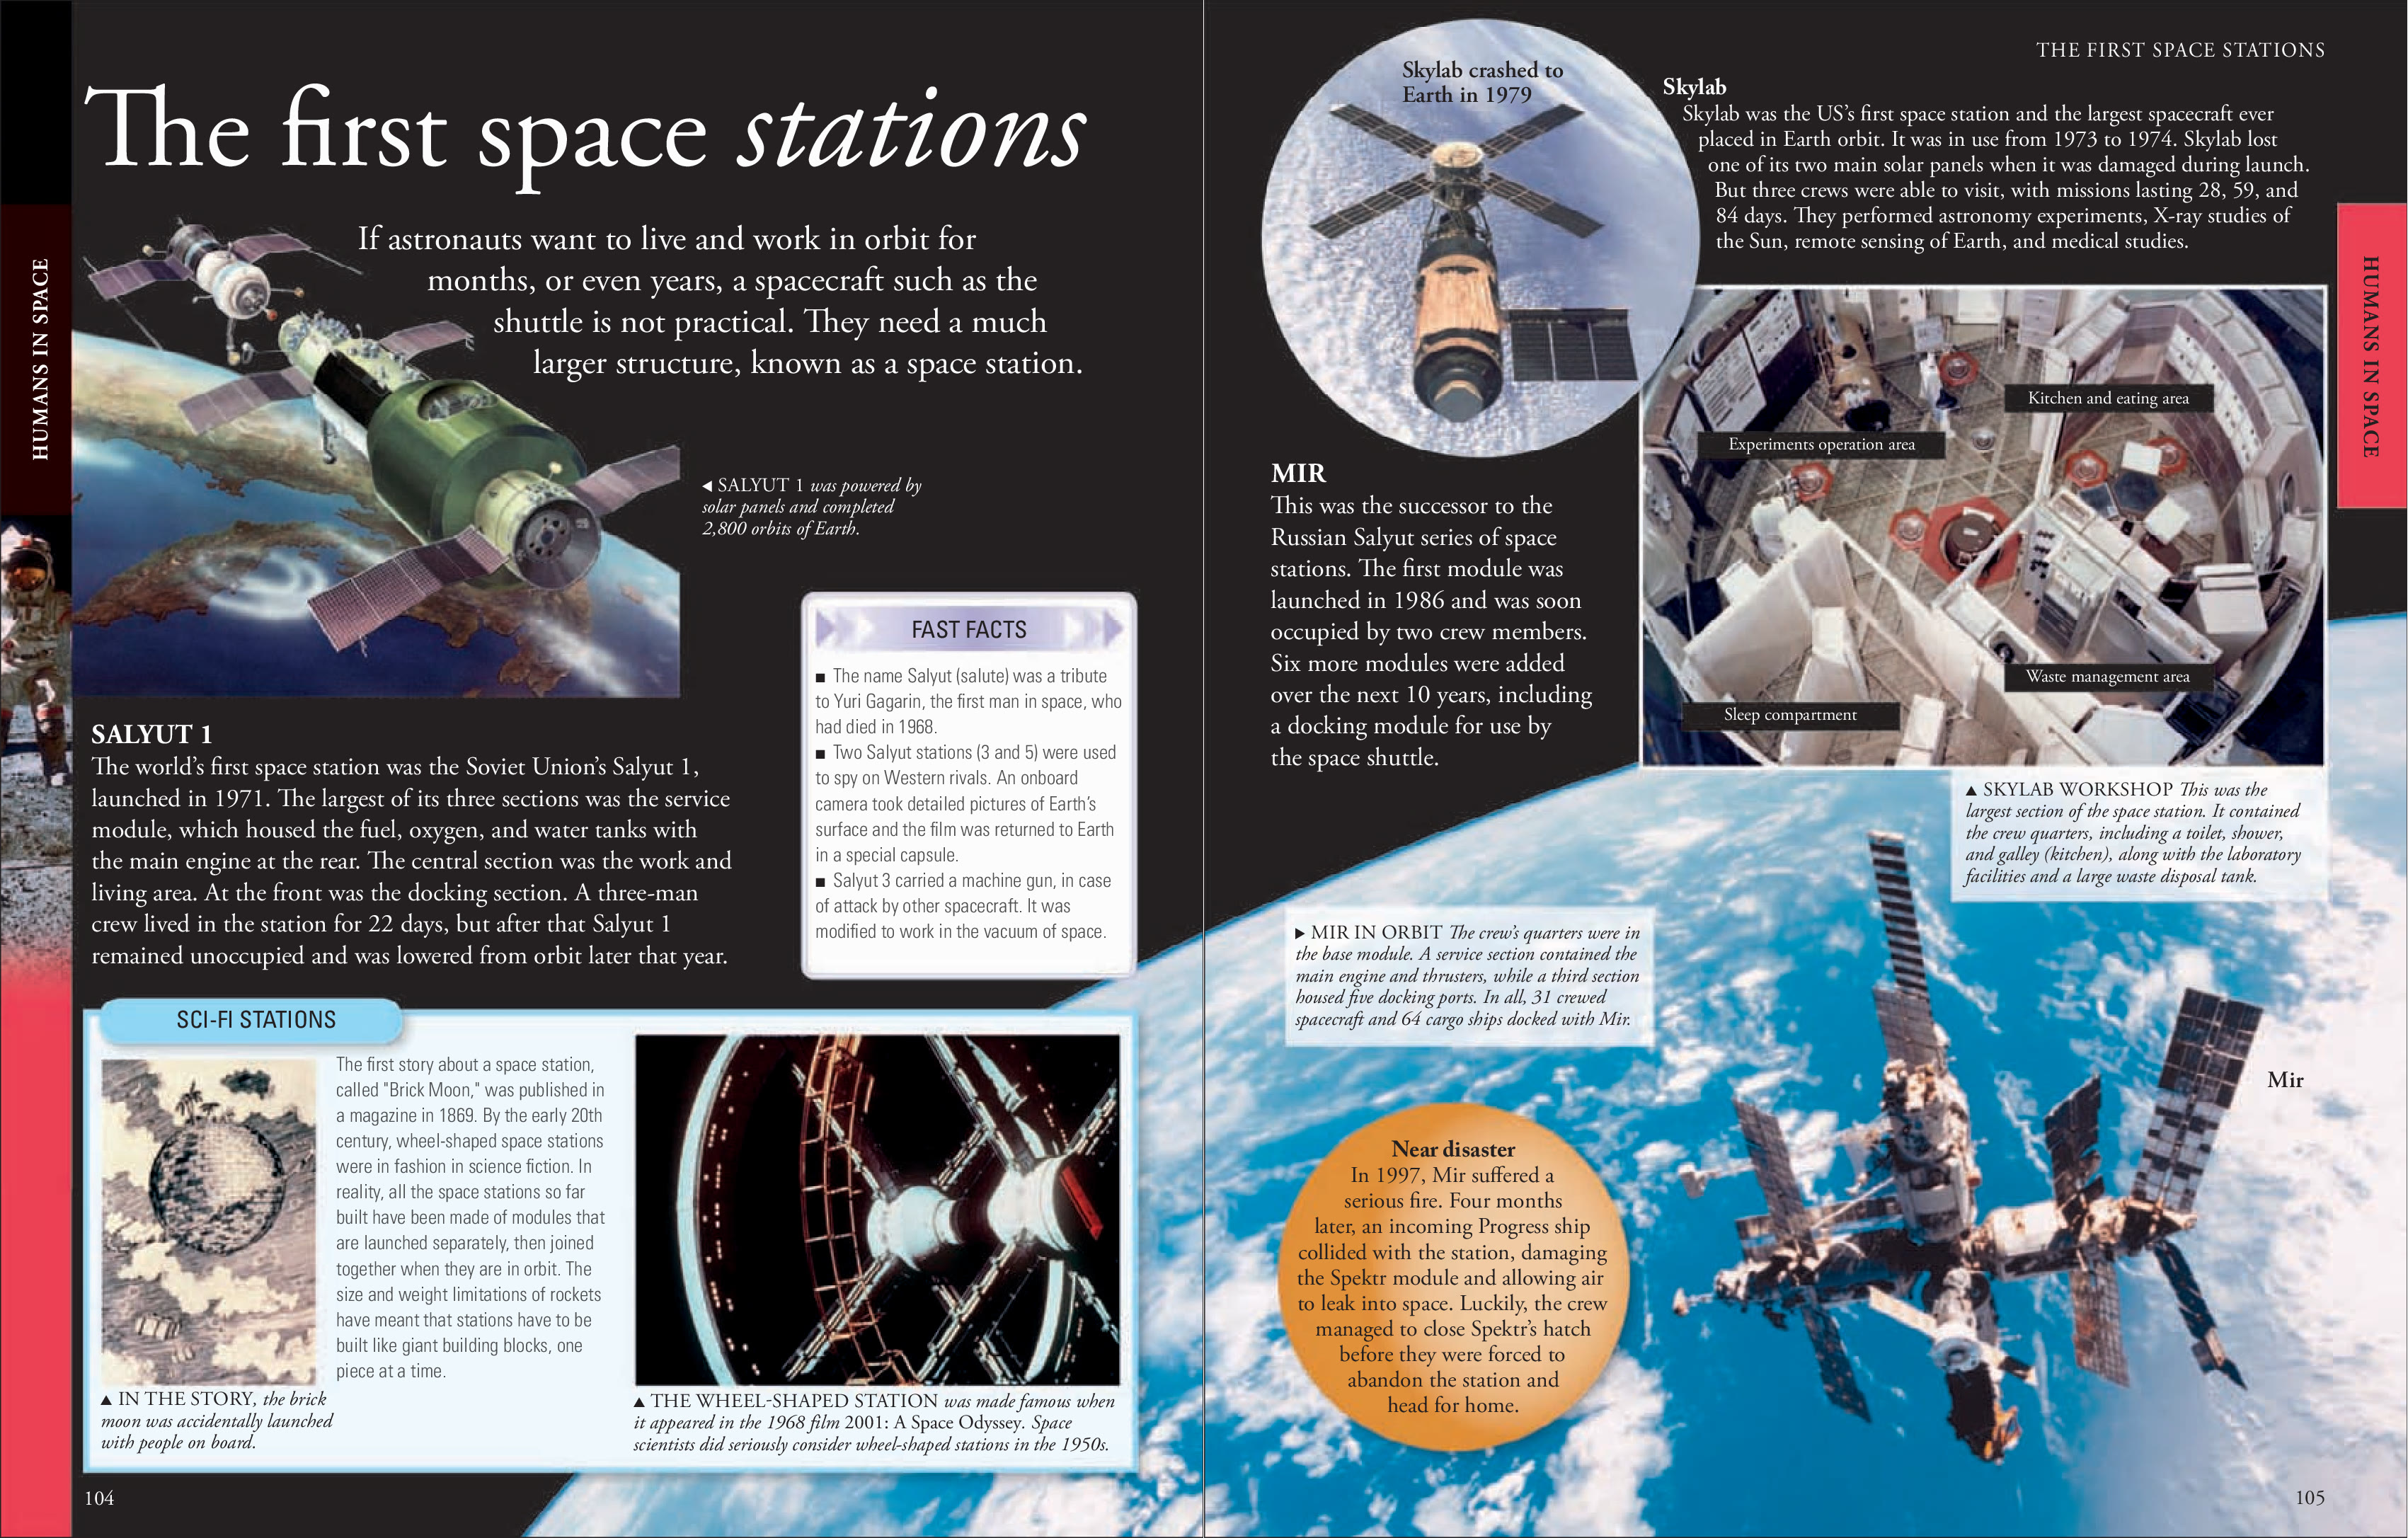 HUMANS IN SPACE
The first space stations
If astronauts want to live and work in orbit for
months, or even years, a spacecraft such as the
shuttle is not practical. They need a much
larger structure, known as a space station.
◀ SALYUT 1 was powered by
solar panels and completed
2,800 orbits of Earth.
SALYUT 1
The world’s first space station was the Soviet Union’s Salyut 1,
launched in 1971. The largest of its three sections was the service
module, which housed the fuel, oxygen, and water tanks with
the main engine at the rear. The central section was the work and
living area. At the front was the docking section. A three-man
crew lived in the station for 22 days, but after that Salyut 1
remained unoccupied and was lowered from orbit later that year.
FAST FACTS
■ The name Salyut (salute) was a tribute
to Yuri Gagarin, the first man in space, who
had died in 1968.
■ Two Salyut stations (3 and 5) were used
to spy on Western rivals. An onboard
camera took detailed pictures of Earth’s
surface and the film was returned to Earth
in a special capsule.
■ Salyut 3 carried a machine gun, in case
of attack by other spacecraft. It was
modified to work in the vacuum of space.
SCI-FI STATIONS
The first story about a space station,
called "Brick Moon," was published in
a magazine in 1869. By the early 20th
century, wheel-shaped space stations
were in fashion in science fiction. In
reality, all the space stations so far
built have been made of modules that
are launched separately, then joined
together when they are in orbit. The
size and weight limitations of rockets
have meant that stations have to be
built like giant building blocks, one
piece at a time.
▲ IN THE STORY, the brick
moon was accidentally launched
with people on board.
▲ THE WHEEL-SHAPED STATION was made famous when
it appeared in the 1968 film 2001: A Space Odyssey. Space
scientists did seriously consider wheel-shaped stations in the 1950s.
104
THE FIRST SPACE STATIONS
Skylab crashed to
Earth in 1979
Skylab
Skylab was the US’s first space station and the largest spacecraft ever
placed in Earth orbit. It was in use from 1973 to 1974. Skylab lost
one of its two main solar panels when it was damaged during launch.
But three crews were able to visit, with missions lasting 28, 59, and
84 days. They performed astronomy experiments, X-ray studies of
the Sun, remote sensing of Earth, and medical studies.
HUMANS IN SPACE
Kitchen and eating area
Experiments operation area
Waste management area
Sleep compartment
MIR
This was the successor to the
Russian Salyut series of space
stations. The first module was
launched in 1986 and was soon
occupied by two crew members.
Six more modules were added
over the next 10 years, including
a docking module for use by
the space shuttle.
▲ SKYLAB WORKSHOP This was the
largest section of the space station. It contained
the crew quarters, including a toilet, shower,
and galley (kitchen), along with the laboratory
facilities and a large waste disposal tank.
▶ MIR IN ORBIT The crew’s quarters were in
the base module. A service section contained the
main engine and thrusters, while a third section
housed five docking ports. In all, 31 crewed
spacecraft and 64 cargo ships docked with Mir.
Mir
Near disaster
In 1997, Mir suffered a
serious fire. Four months
later, an incoming Progress ship
collided with the station, damaging
the Spektr module and allowing air
to leak into space. Luckily, the crew
managed to close Spektr’s hatch
before they were forced to
abandon the station and
head for home.
105